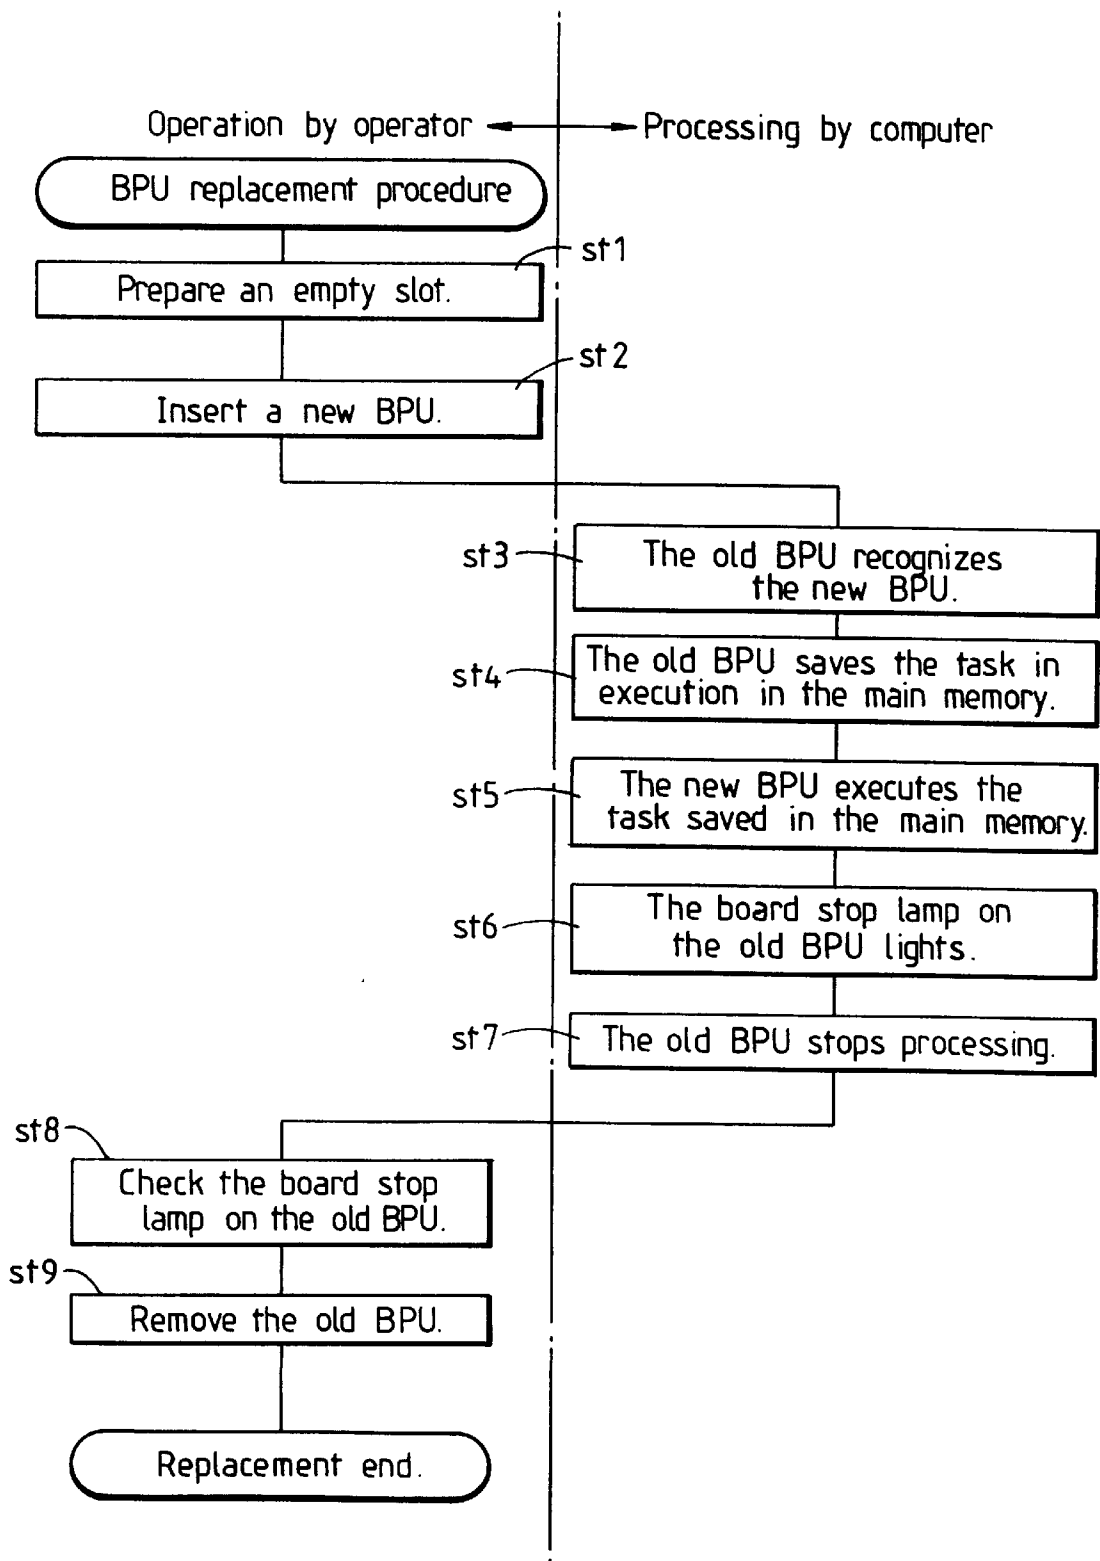 Operation by operator
Processing by computer
BPU replacement procedure
st1
Prepare an empty slot.
st2
Insert a new BPU.
st3
The old BPU recognizes
the new BPU.
st4
The old BPU saves the task in
execution in the main memory.
st5
The new BPU executes the
task saved in the main memory.
st6
The board stop lamp on
the old BPU lights.
st7
The old BPU stops processing.
st8
Check the board stop
lamp on the old BPU.
st9
Remove the old BPU.
Replacement end.